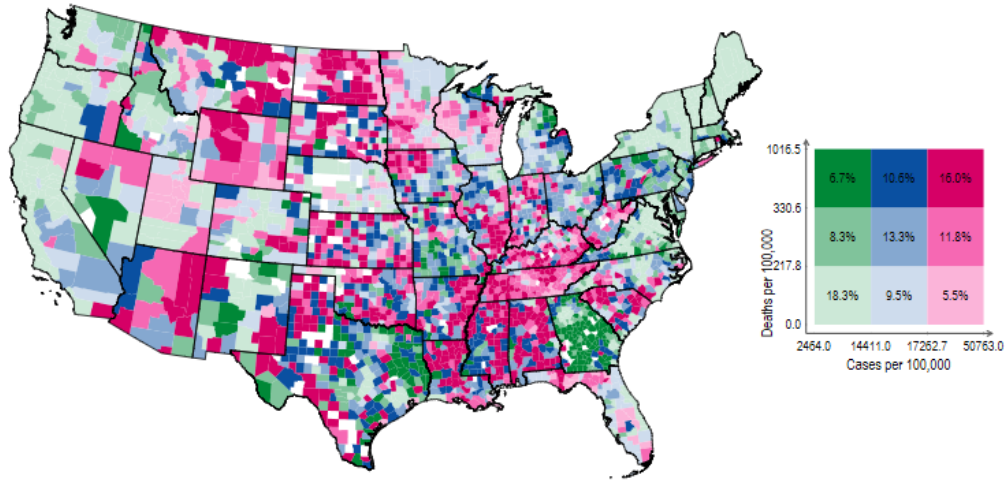 1016.5
6.7% 10.6% 16.0%
330.6
8.3% 13.3% 11.8%
217.8
18.3% 9.5% 5.5%
0.0
2464.0 14411.0 17262.7 50763.0
Cases per 100,000
Deaths per 100,000